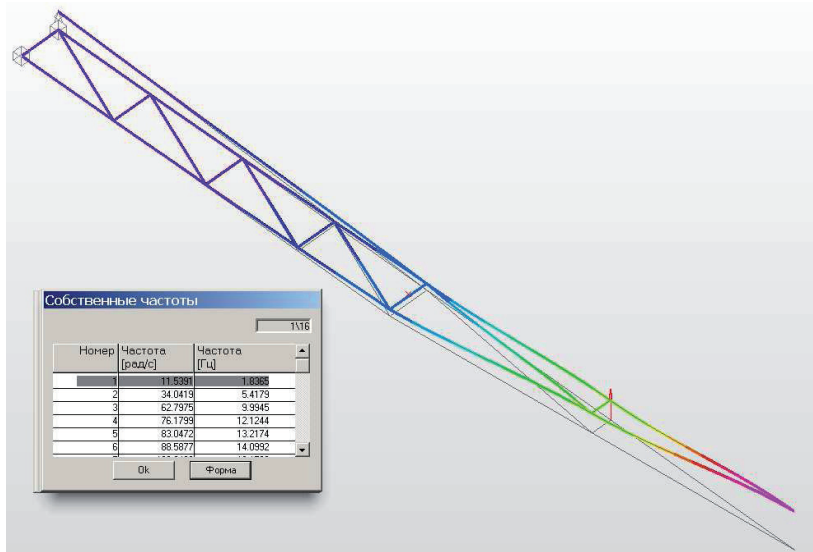 Собственные частоты
1\16
Номер Частота [рад/с] Частота [Гц]
1 11.5391 1.8365
2 34.0419 5.4179
3 62.7975 9.9945
4 76.1799 12.1244
5 83.0472 13.2174
6 88.5877 14.0992
Ok Форма